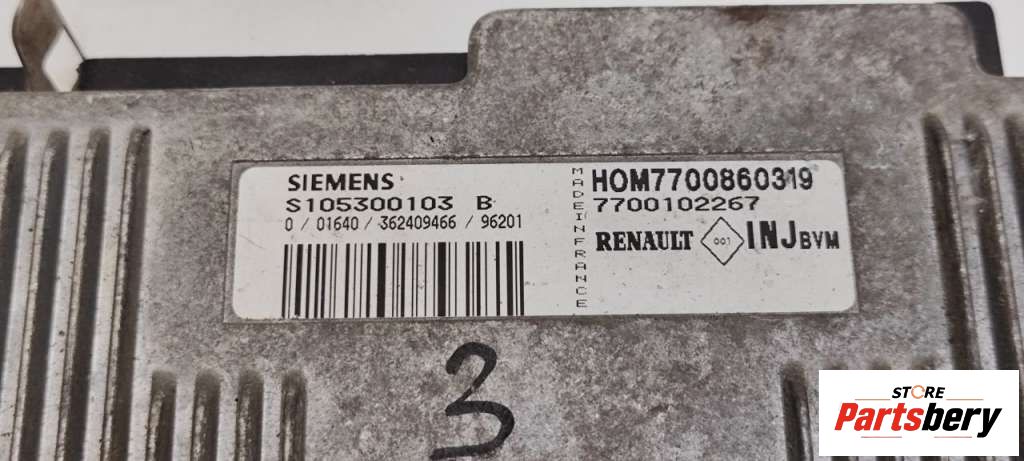 SIEMENS
S105300103 B
0 / 01640 / 362409466 / 96201
MADE IN FRANCE
HOM7700860319
7700102267
RENAULT 001 INJ BVM
3
STORE
Partsbery